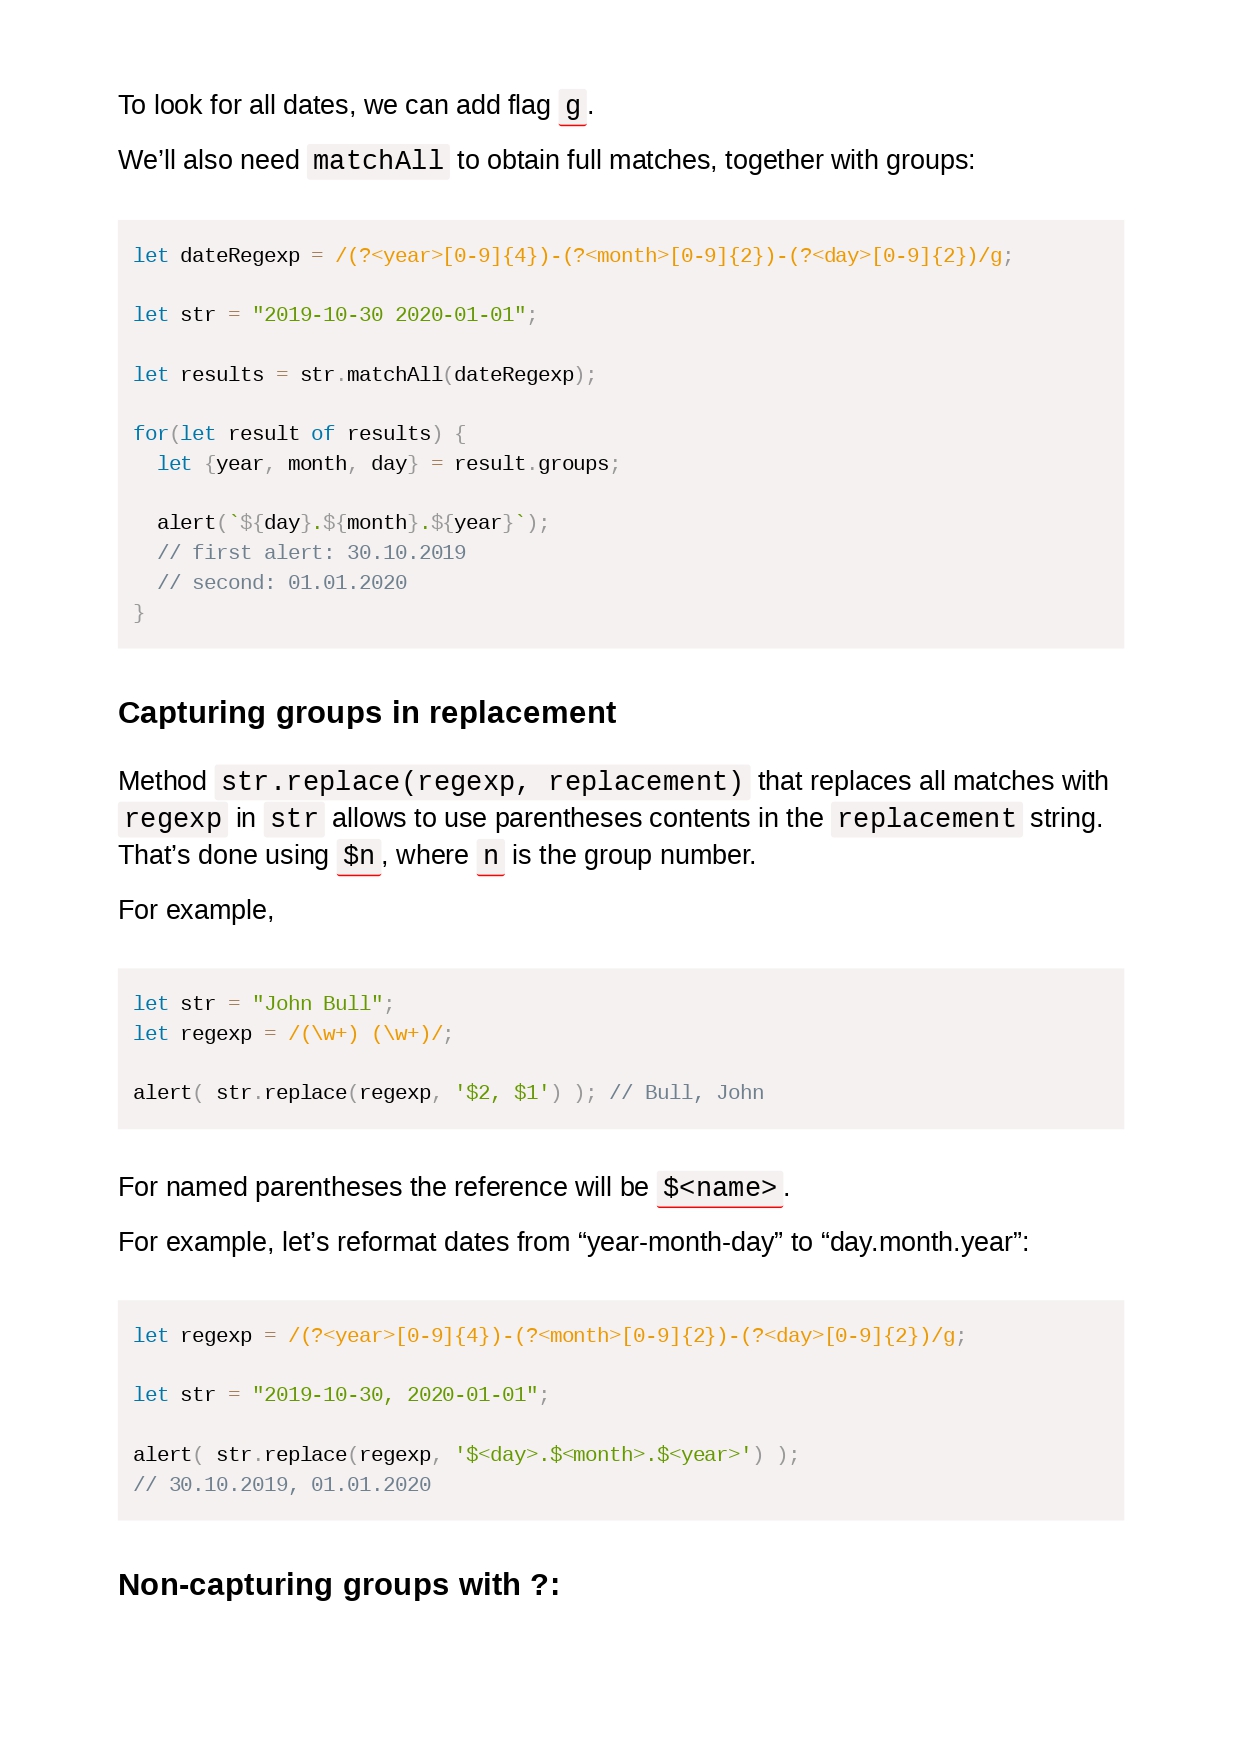 To look for all dates, we can add flag g.
We’ll also need matchAll to obtain full matches, together with groups:
let dateRegexp = /(?<year>[0-9]{4})-(?<month>[0-9]{2})-(?<day>[0-9]{2})/g;
let str = "2019-10-30 2020-01-01";
let results = str.matchAll(dateRegexp);
for(let result of results) {
  let {year, month, day} = result.groups;
  alert(`${day}.${month}.${year}`);
  // first alert: 30.10.2019
  // second: 01.01.2020
}
Capturing groups in replacement
Method str.replace(regexp, replacement) that replaces all matches with
regexp in str allows to use parentheses contents in the replacement string.
That’s done using $n, where n is the group number.
For example,
let str = "John Bull";
let regexp = /(\w+) (\w+)/;
alert( str.replace(regexp, '$2, $1') ); // Bull, John
For named parentheses the reference will be $<name>.
For example, let’s reformat dates from “year-month-day” to “day.month.year”:
let regexp = /(?<year>[0-9]{4})-(?<month>[0-9]{2})-(?<day>[0-9]{2})/g;
let str = "2019-10-30, 2020-01-01";
alert( str.replace(regexp, '$<day>.$<month>.$<year>') );
// 30.10.2019, 01.01.2020
Non-capturing groups with ?: